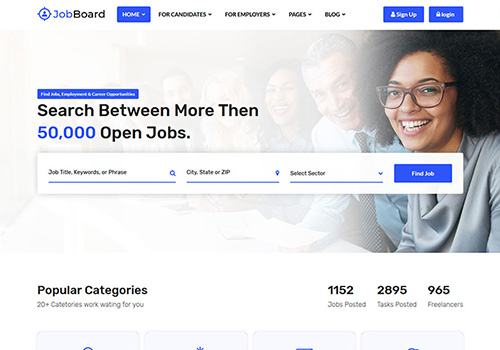 JobBoard
HOME FOR CANDIDATES FOR EMPLOYERS PAGES BLOG
Sign Up login
Find Jobs, Employment & Career Opportunities
Search Between More Then
50,000 Open Jobs.
Job Title, Keywords, or Phrase City, State or ZIP Select Sector Find Job
Popular Categories
20+ Catetories work wating for you
1152 2895 965
Jobs Posted Tasks Posted Freelancers